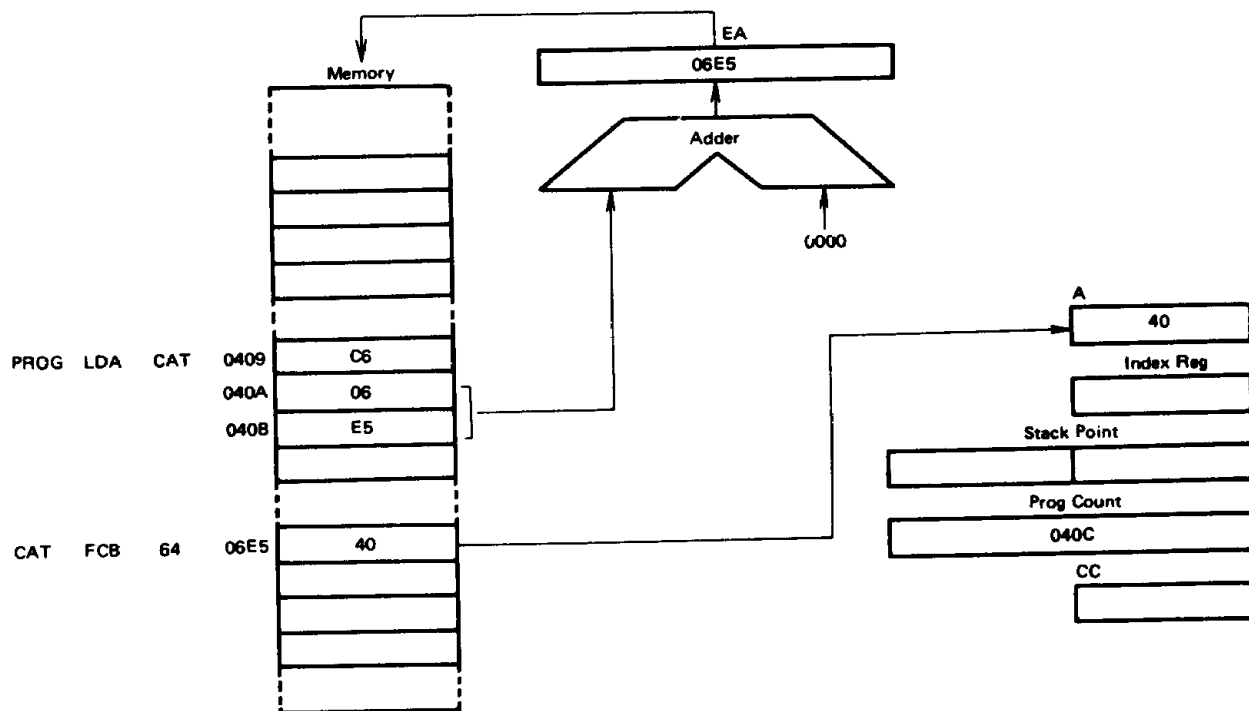 EA
06E5
Memory
Adder
0000
A
40
PROG LDA CAT 0409 C6
Index Reg
040A 06
040B E5
Stack Point
Prog Count
040C
CAT FCB 64 06E5 40
CC